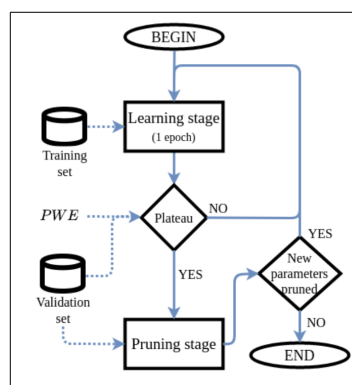 BEGIN
Learning stage
(1 epoch)
Training
set
PWE
Plateau
NO
YES
Validation
set
Pruning stage
New
parameters
pruned
YES
NO
END